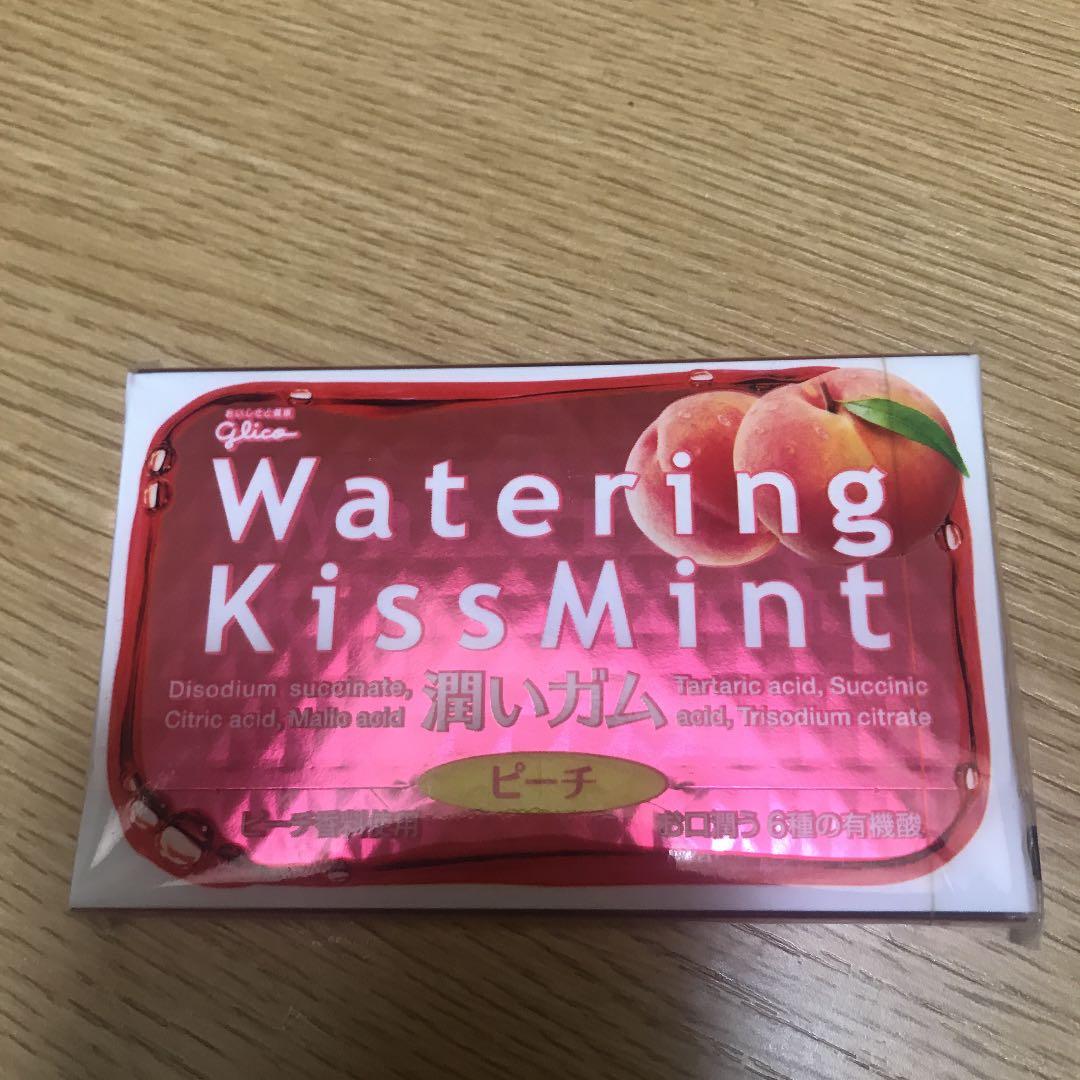 おいしさと健康
glico
Watering
KissMint
Disodium succinate,
Citric acid, Malic acid
潤いガム
Tartaric acid, Succinic
acid, Trisodium citrate
ピーチ
ピーチ香料使用
お口潤う6種の有機酸